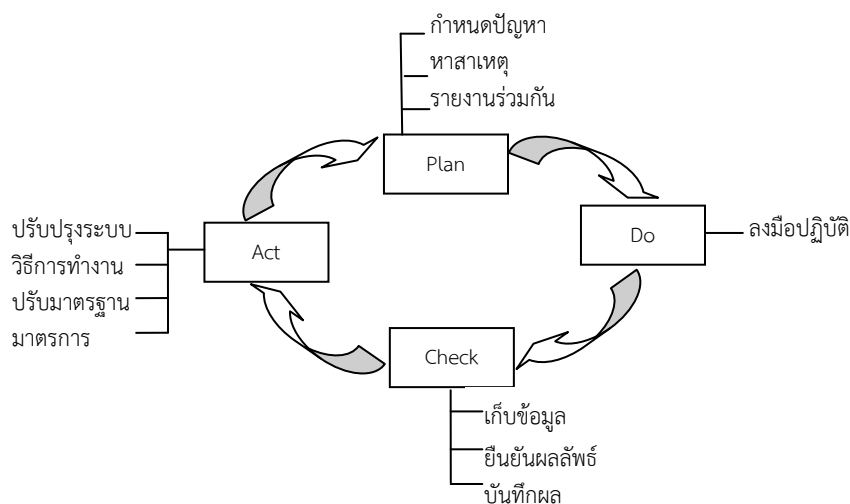 กำหนดปัญหา
หาสาเหตุ
รายงานร่วมกัน
Plan
Do
ลงมือปฏิบัติ
Check
เก็บข้อมูล
ยืนยันผลลัพธ์
บันทึกผล
Act
ปรับปรุงระบบ
วิธีการทำงาน
ปรับมาตรฐาน
มาตรการ